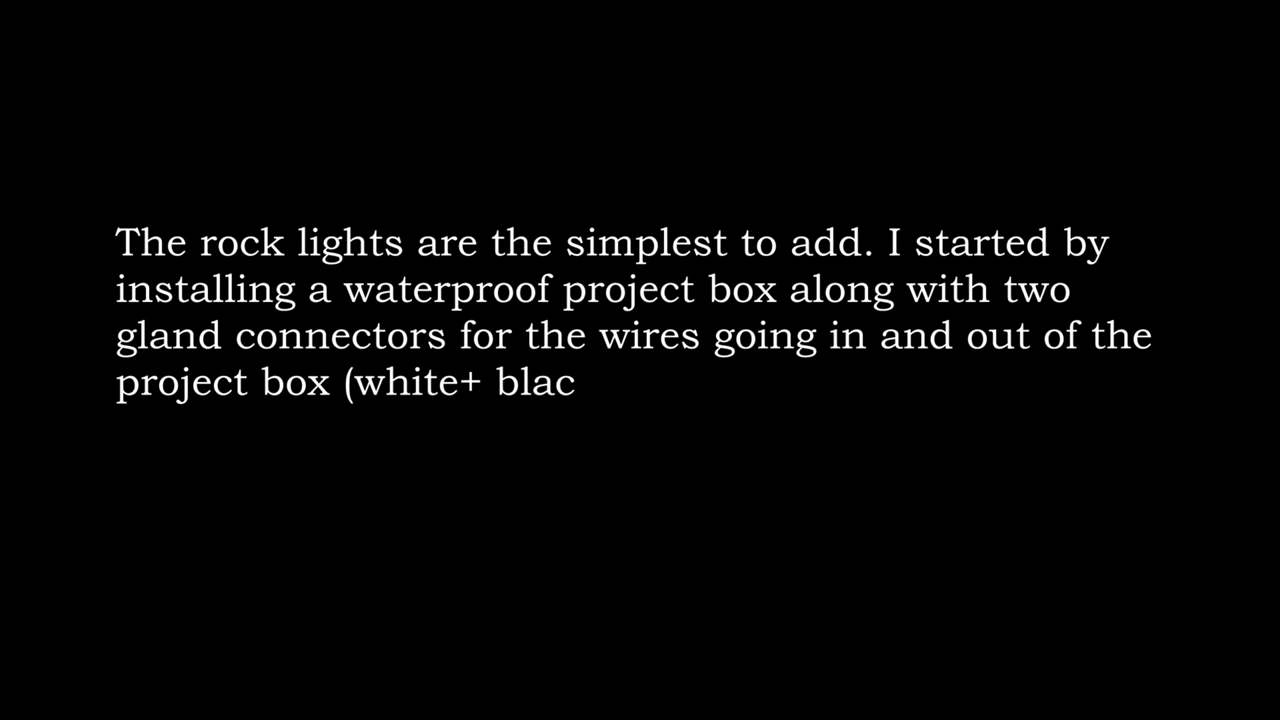 The rock lights are the simplest to add. I started by
installing a waterproof project box along with two
gland connectors for the wires going in and out of the
project box (white+ blac